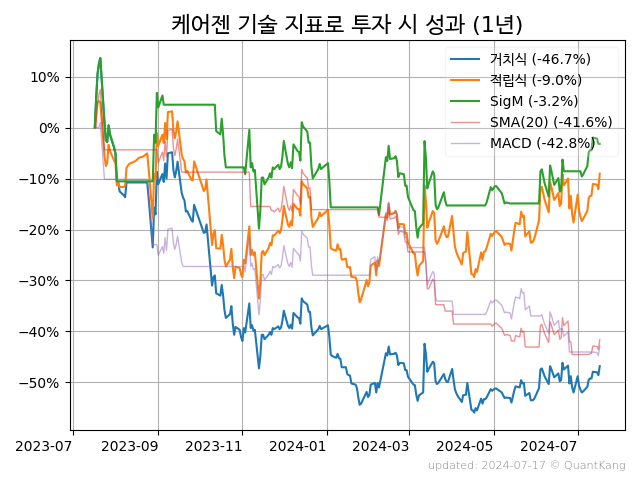 케어젠 기술 지표로 투자 시 성과 (1년)
거치식 (-46.7%)
적립식 (-9.0%)
SigM (-3.2%)
SMA(20) (-41.6%)
MACD (-42.8%)
10%
0%
−10%
−20%
−30%
−40%
−50%
2023-07 2023-09 2023-11 2024-01 2024-03 2024-05 2024-07
updated: 2024-07-17 © QuantKang